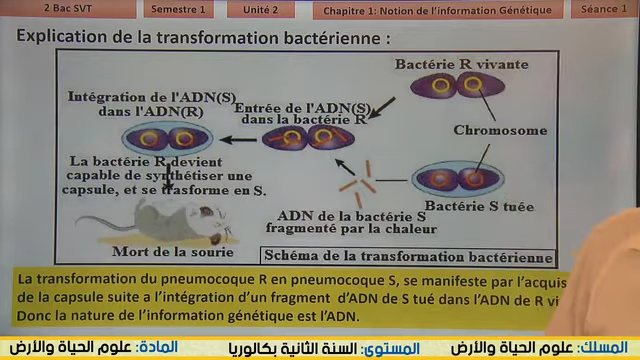 2 Bac SVT
Semestre 1
Unité 2
Chapitre 1: Notion de l'information Génétique
Séance 1
Explication de la transformation bactérienne :
Bactérie R vivante
Intégration de l'ADN(S)
dans l'ADN(R)
Entrée de l'ADN(S)
dans la bactérie R
Chromosome
La bactérie R devient
capable de synthétiser une
capsule, et se trasforme en S.
Bactérie S tuée
ADN de la bactérie S
fragmenté par la chaleur
Mort de la sourie
Schéma de la transformation bactérienne
La transformation du pneumocoque R en pneumocoque S, se manifeste par l'acquis
de la capsule suite a l'intégration d'un fragment d'ADN de S tué dans l'ADN de R vi
Donc la nature de l'information génétique est l'ADN.
المسلك: علوم الحياة والأرض
المستوى: السنة الثانية بكالوريا
المادة: علوم الحياة والأرض